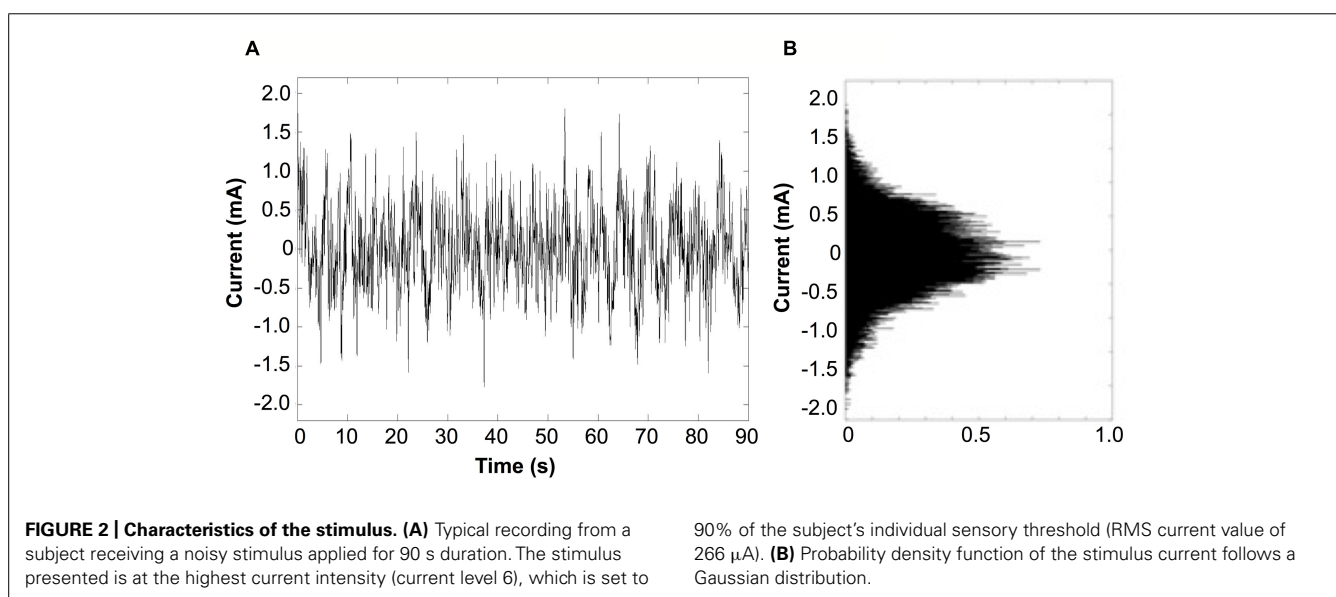 A
2.0
1.5
1.0
0.5
0
-0.5
-1.0
-1.5
-2.0
Current (mA)
0 10 20 30 40 50 60 70 80 90
Time (s)
B
2.0
1.5
1.0
0.5
0
-0.5
-1.0
-1.5
-2.0
Current (mA)
0 0.5 1.0
FIGURE 2 | Characteristics of the stimulus. (A) Typical recording from a
subject receiving a noisy stimulus applied for 90 s duration. The stimulus
presented is at the highest current intensity (current level 6), which is set to
90% of the subject's individual sensory threshold (RMS current value of
266 μA). (B) Probability density function of the stimulus current follows a
Gaussian distribution.